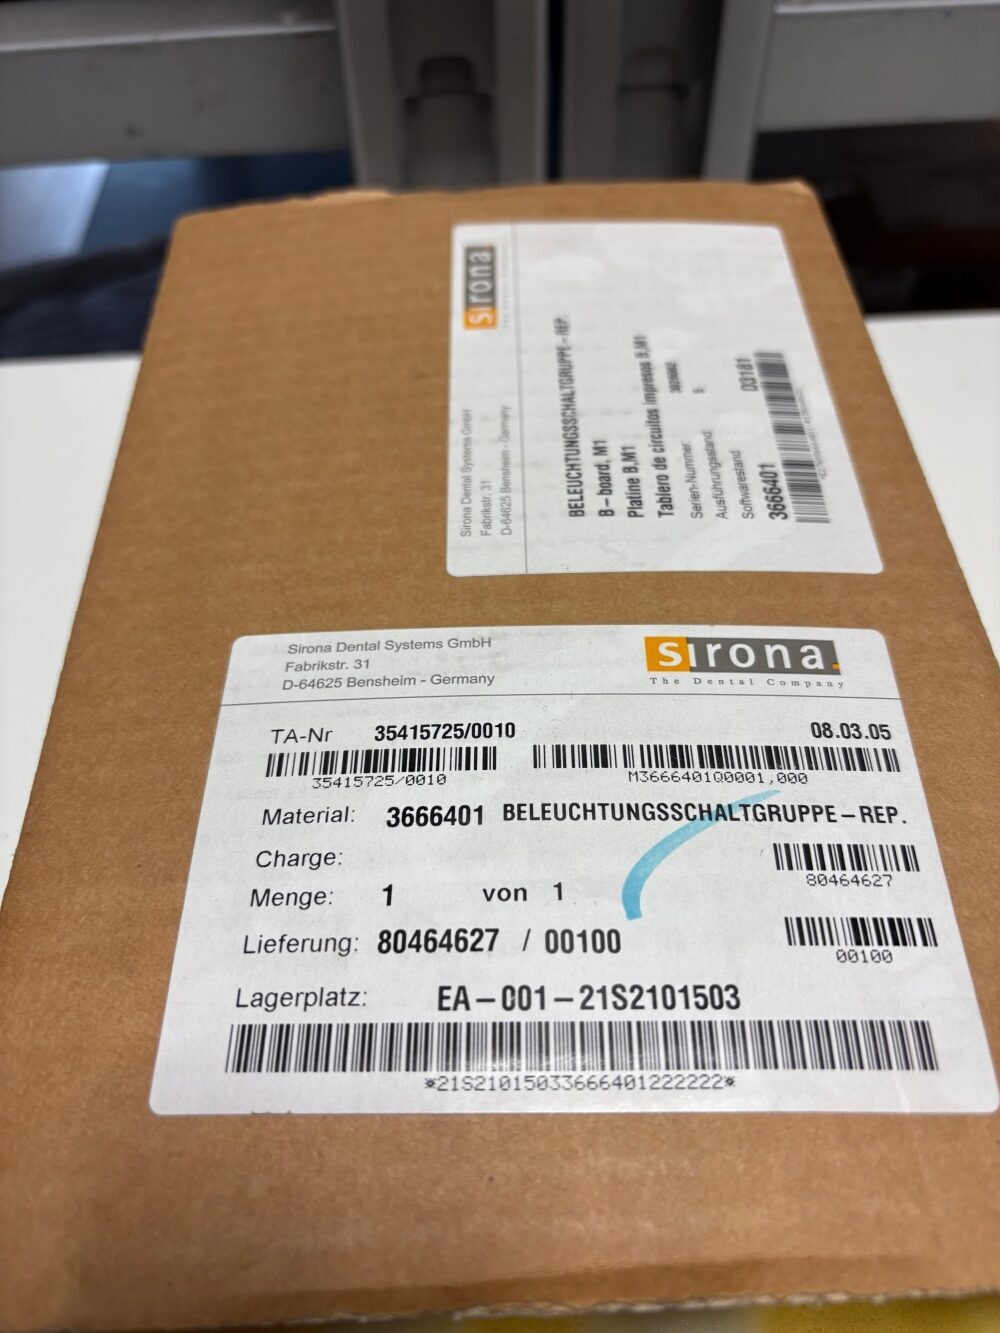 sirona.
Sirona Dental Systems GmbH
Fabrikstr. 31
D-64625 Bensheim - Germany
BELEUCHTUNGSSCHALTGRUPPE-REP.
B-board, M1
Platine B,M1
Tablero de circuitos impresos B,M1
Serien-Nummer:
Ausführungsstand: 5
Softwarestand D3181
3666401
Sirona Dental Systems GmbH
Fabrikstr. 31
D-64625 Bensheim - Germany
sirona.
The Dental Company
TA-Nr 35415725/0010 08.03.05
35415725/0010 M3666401Q0001,000
Material: 3666401 BELEUCHTUNGSSCHALTGRUPPE-REP.
Charge:
80464627
Menge: 1 von 1
Lieferung: 80464627 / 00100
00100
Lagerplatz: EA-001-21S2101503
*21S21015033666401222222*